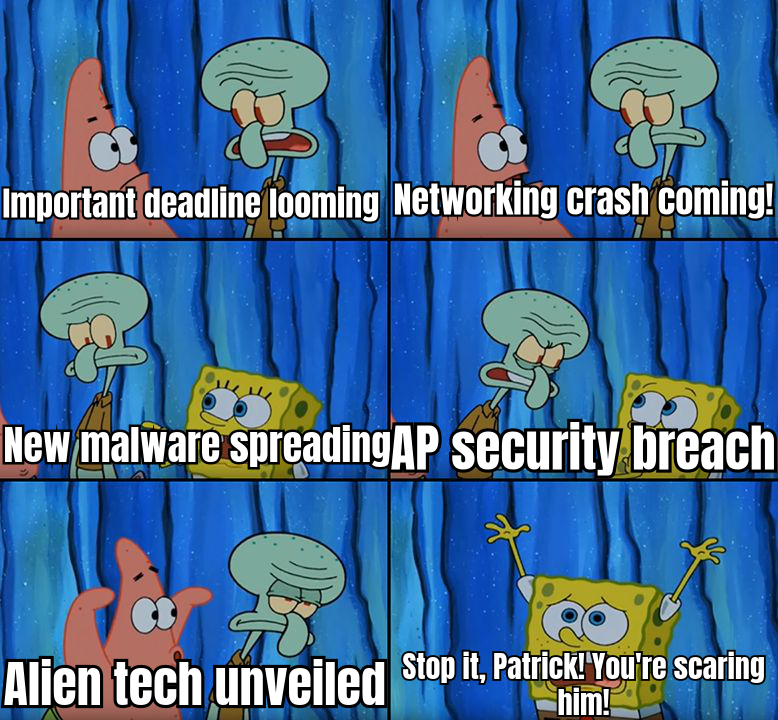 Important deadline looming
Networking crash coming!
New malware spreading
AP security breach
Alien tech unveiled
Stop it, Patrick! You're scaring
him!